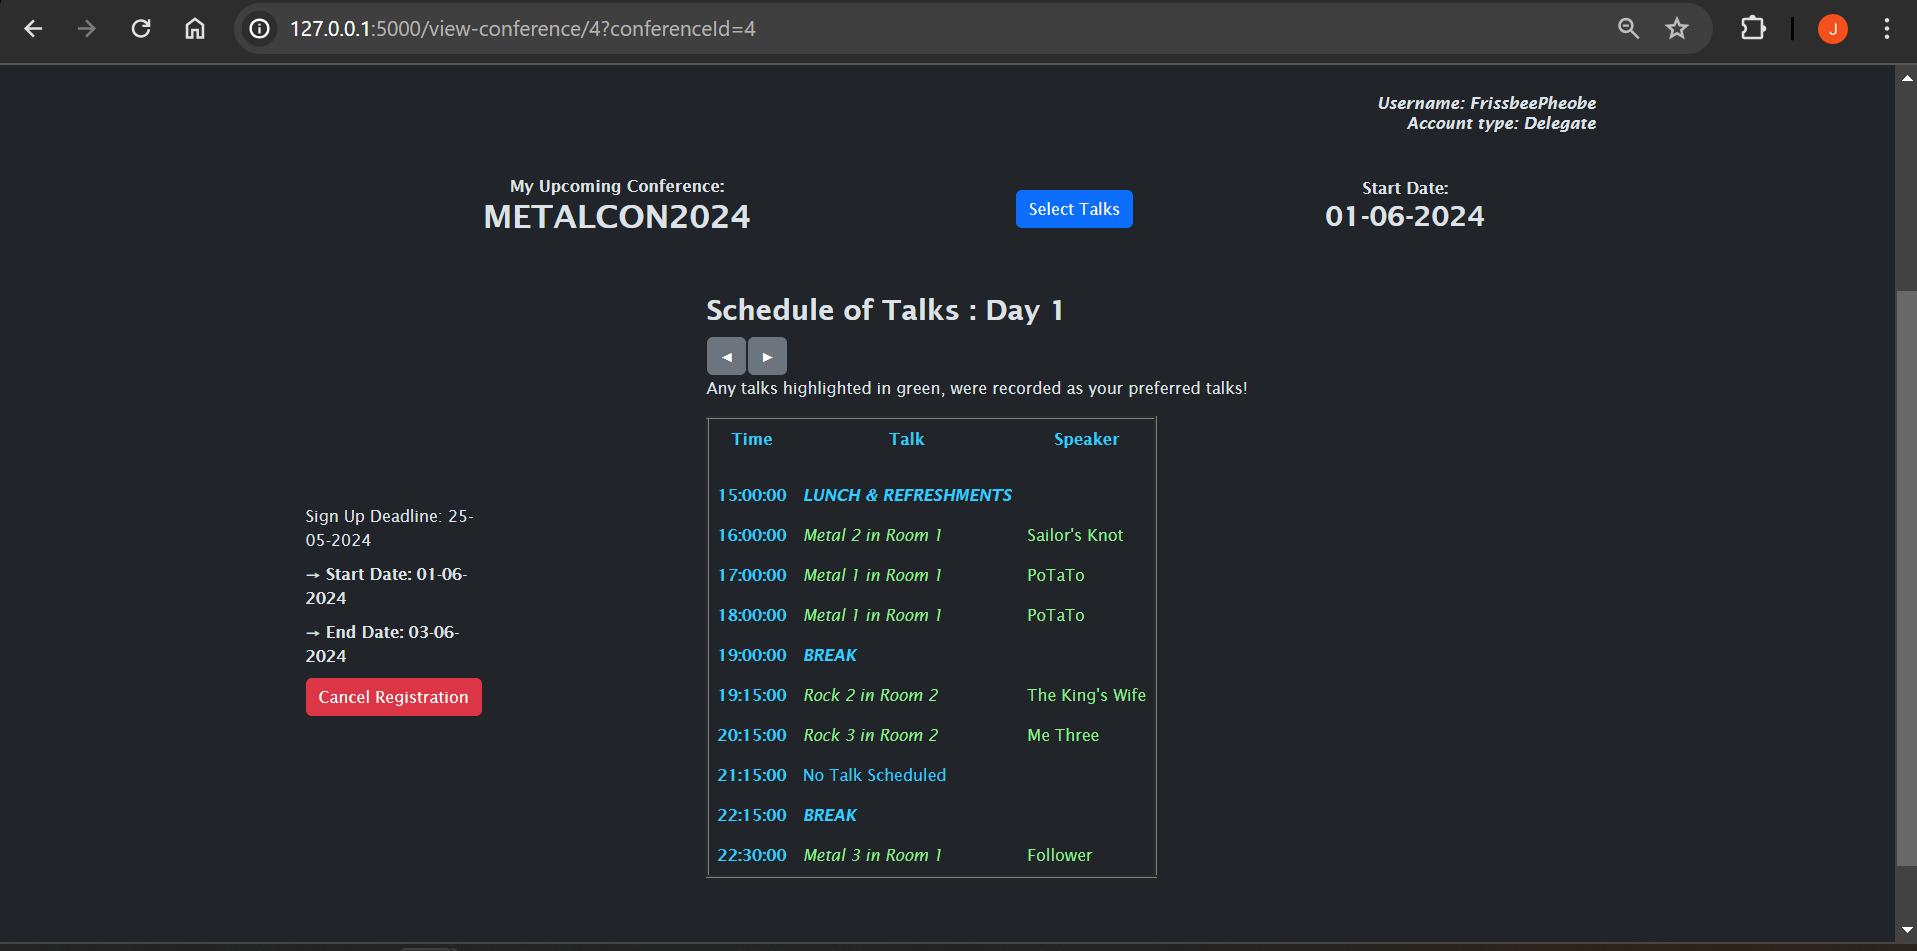 127.0.0.1:5000/view-conference/4?conferenceId=4
J
Username: FrissbeePheobe
Account type: Delegate
My Upcoming Conference:
METALCON2024
Select Talks
Start Date:
01-06-2024
Schedule of Talks : Day 1
◄ ►
Any talks highlighted in green, were recorded as your preferred talks!
Sign Up Deadline: 25-
05-2024
→ Start Date: 01-06-
2024
→ End Date: 03-06-
2024
Cancel Registration
Time Talk Speaker
15:00:00 LUNCH & REFRESHMENTS
16:00:00 Metal 2 in Room 1 Sailor's Knot
17:00:00 Metal 1 in Room 1 PoTaTo
18:00:00 Metal 1 in Room 1 PoTaTo
19:00:00 BREAK
19:15:00 Rock 2 in Room 2 The King's Wife
20:15:00 Rock 3 in Room 2 Me Three
21:15:00 No Talk Scheduled
22:15:00 BREAK
22:30:00 Metal 3 in Room 1 Follower